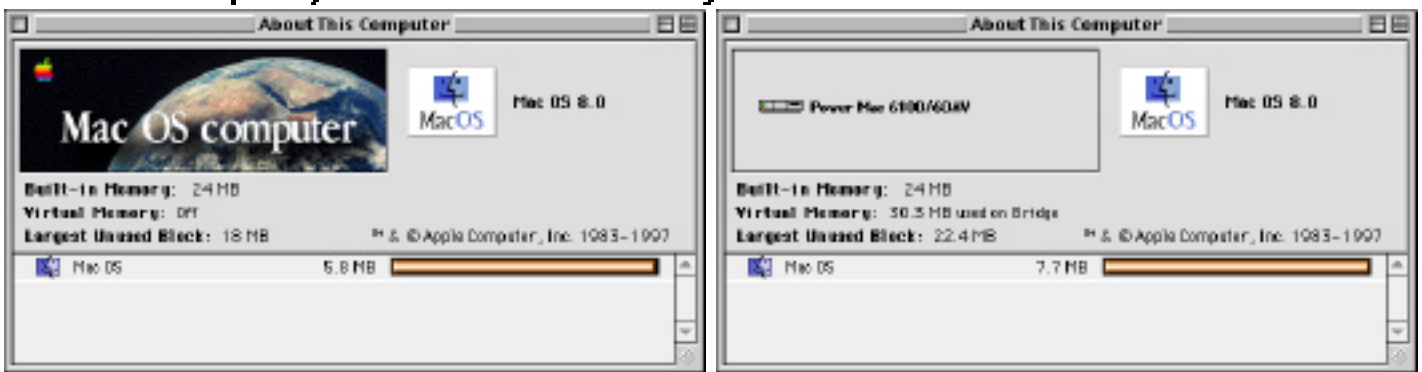 About This Computer
Mac OS computer
MacOS
Mac OS 8.0
Built-in Memory: 24 MB
Virtual Memory: Off
Largest Unused Block: 18 MB
™ & © Apple Computer, Inc. 1983-1997
Mac OS 5.8 MB
About This Computer
Power Mac 6100/60AV
MacOS
Mac OS 8.0
Built-in Memory: 24 MB
Virtual Memory: 30.3 MB used on Bridge
Largest Unused Block: 22.4 MB
™ & © Apple Computer, Inc. 1983-1997
Mac OS 7.7 MB